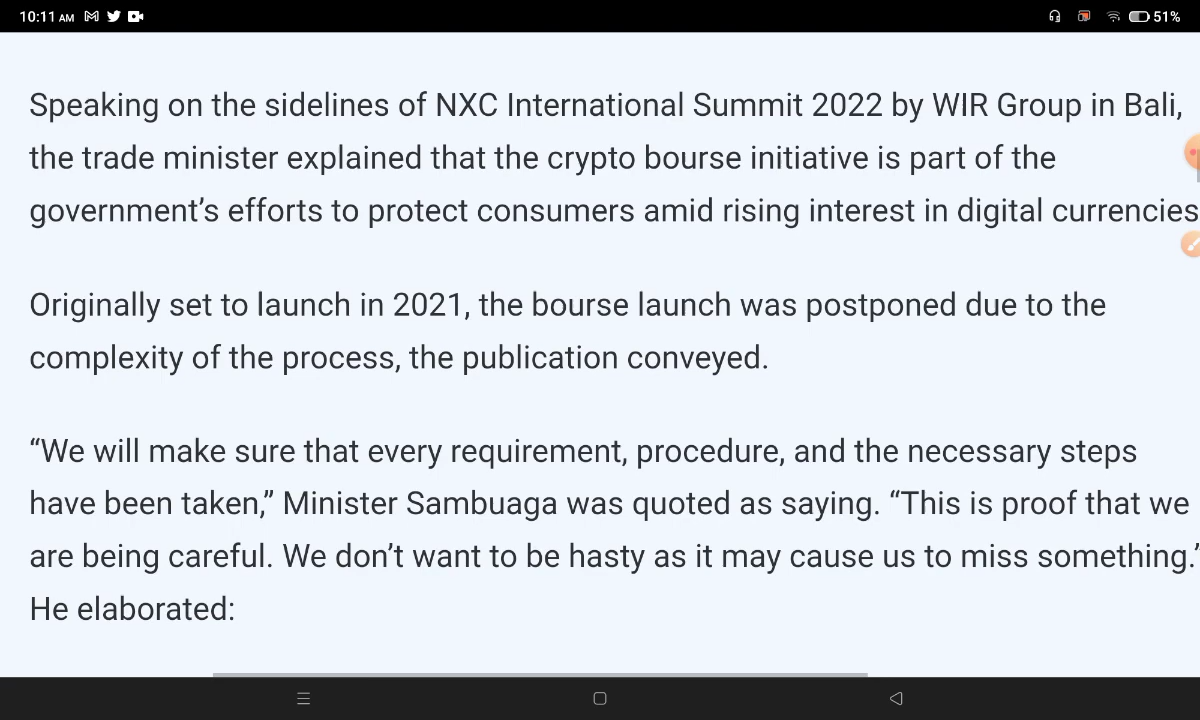 10:11 AM
51%
Speaking on the sidelines of NXC International Summit 2022 by WIR Group in Bali,
the trade minister explained that the crypto bourse initiative is part of the
government’s efforts to protect consumers amid rising interest in digital currencies
Originally set to launch in 2021, the bourse launch was postponed due to the
complexity of the process, the publication conveyed.
“We will make sure that every requirement, procedure, and the necessary steps
have been taken,” Minister Sambuaga was quoted as saying. “This is proof that we
are being careful. We don’t want to be hasty as it may cause us to miss something.”
He elaborated: